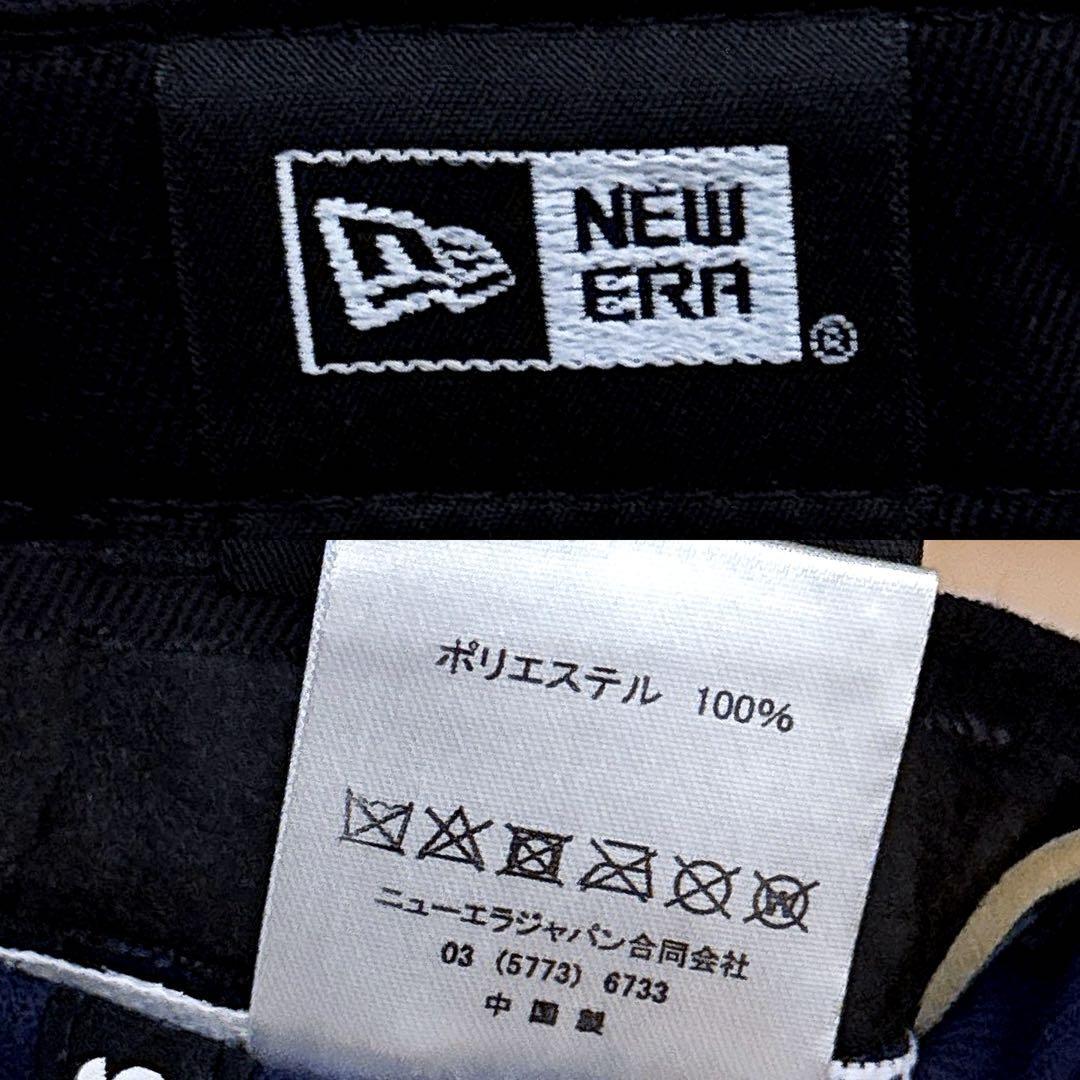 NEW
ERA
®
ポリエステル 100%
ニューエラジャパン合同会社
03 (5773) 6733
中国製